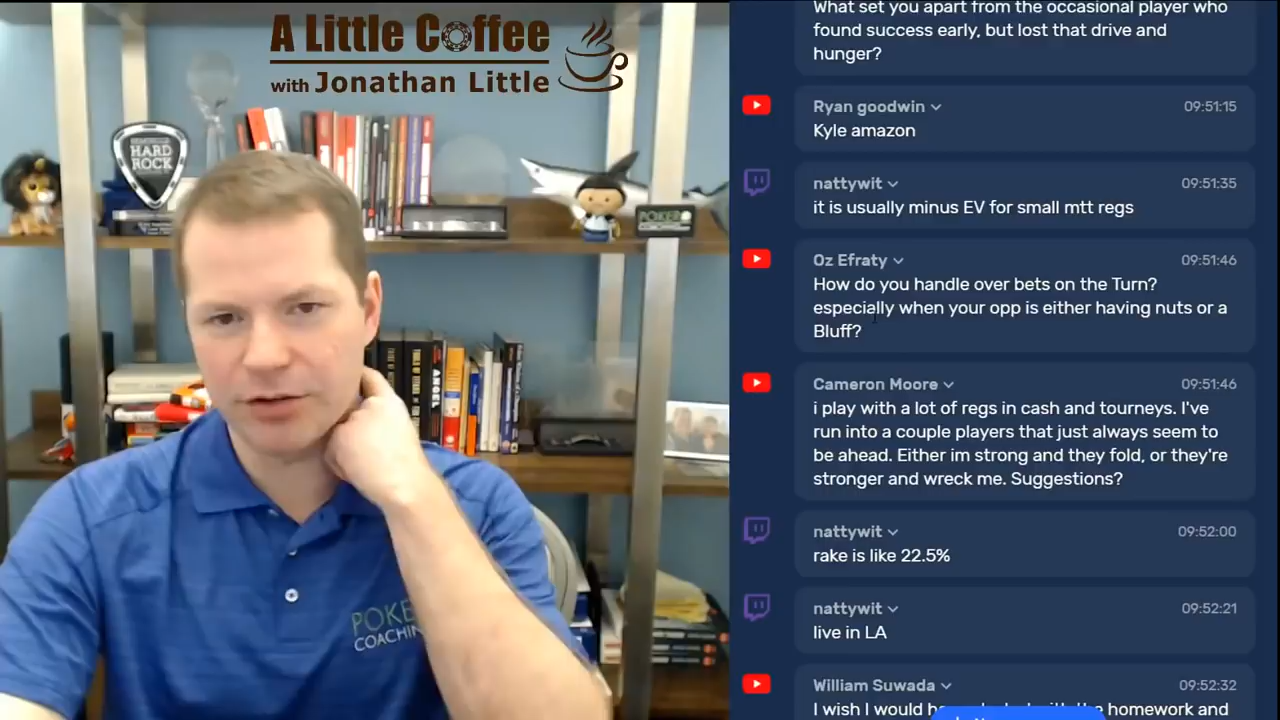 A Little Coffee
with Jonathan Little
HARD
ROCK
POKER
COACHING
ANGEL
POKER
COACHING
What set you apart from the occasional player who
found success early, but lost that drive and
hunger?
Ryan goodwin
09:51:15
Kyle amazon
nattywit
09:51:35
it is usually minus EV for small mtt regs
Oz Efraty
09:51:46
How do you handle over bets on the Turn?
especially when your opp is either having nuts or a
Bluff?
Cameron Moore
09:51:46
i play with a lot of regs in cash and tourneys. I've
run into a couple players that just always seem to
be ahead. Either im strong and they fold, or they're
stronger and wreck me. Suggestions?
nattywit
09:52:00
rake is like 22.5%
nattywit
09:52:21
live in LA
William Suwada
09:52:32
I wish I would homework and